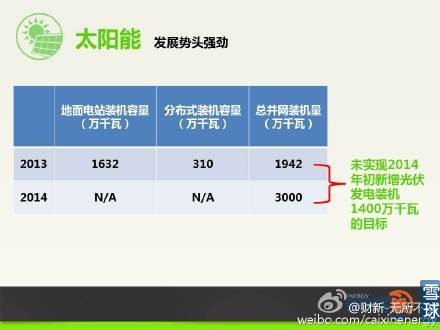 太阳能 发展势头强劲
地面电站装机容量 分布式装机容量 总并网装机量
（万千瓦） （万千瓦） （万千瓦）
2013 1632 310 1942
2014 N/A N/A 3000
未实现2014
年初新增光伏
发电装机
1400万千瓦
的目标
雪球
@财新-无所不
weibo.com/caixinenergy